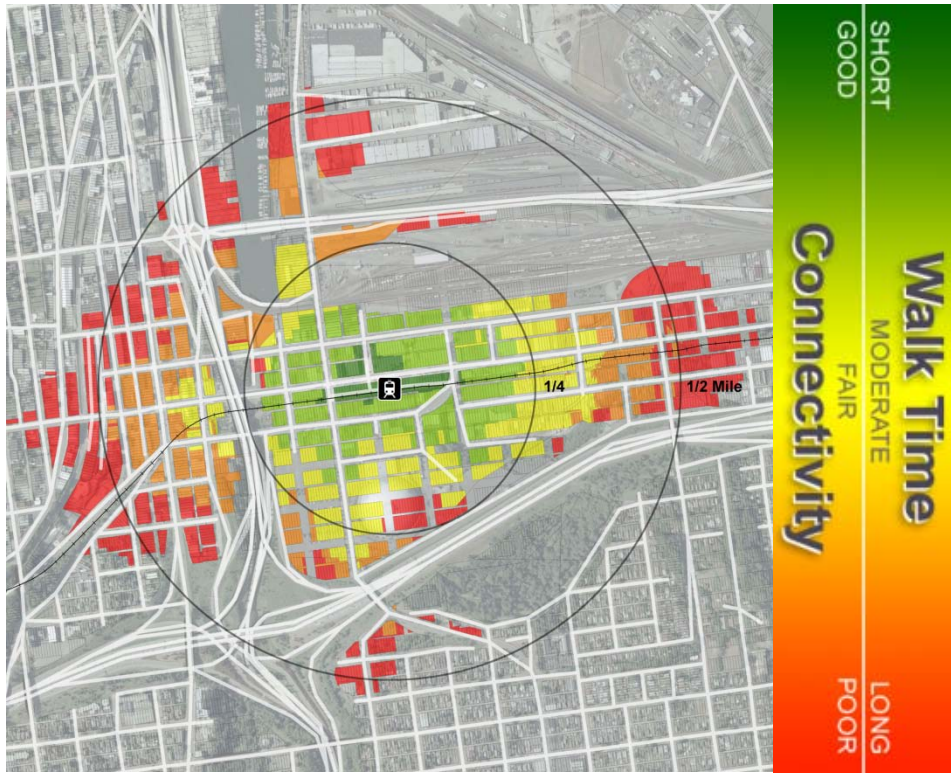 1/4
1/2 Mile
Walk Time
SHORT
MODERATE
LONG
GOOD
FAIR
POOR
Connectivity